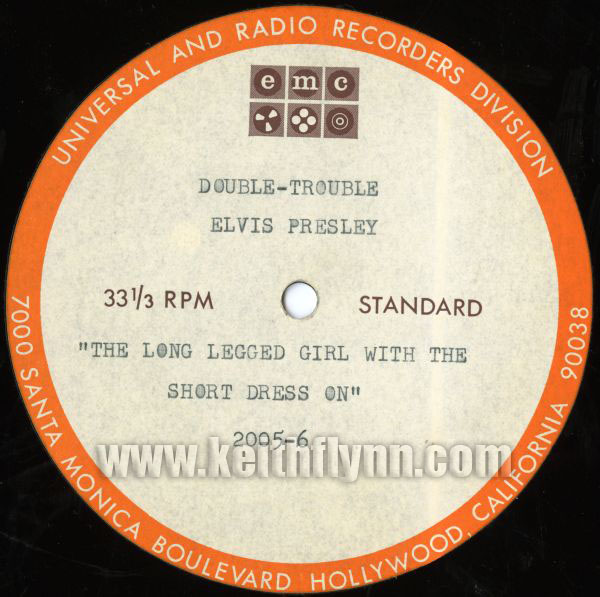 UNIVERSAL AND RADIO RECORDERS DIVISION
emc
DOUBLE-TROUBLE
ELVIS PRESLEY
33 1/3 RPM STANDARD
"THE LONG LEGGED GIRL WITH THE
SHORT DRESS ON"
2005-6
www.keithflynn.com
7000 SANTA MONICA BOULEVARD HOLLYWOOD, CALIFORNIA 90038